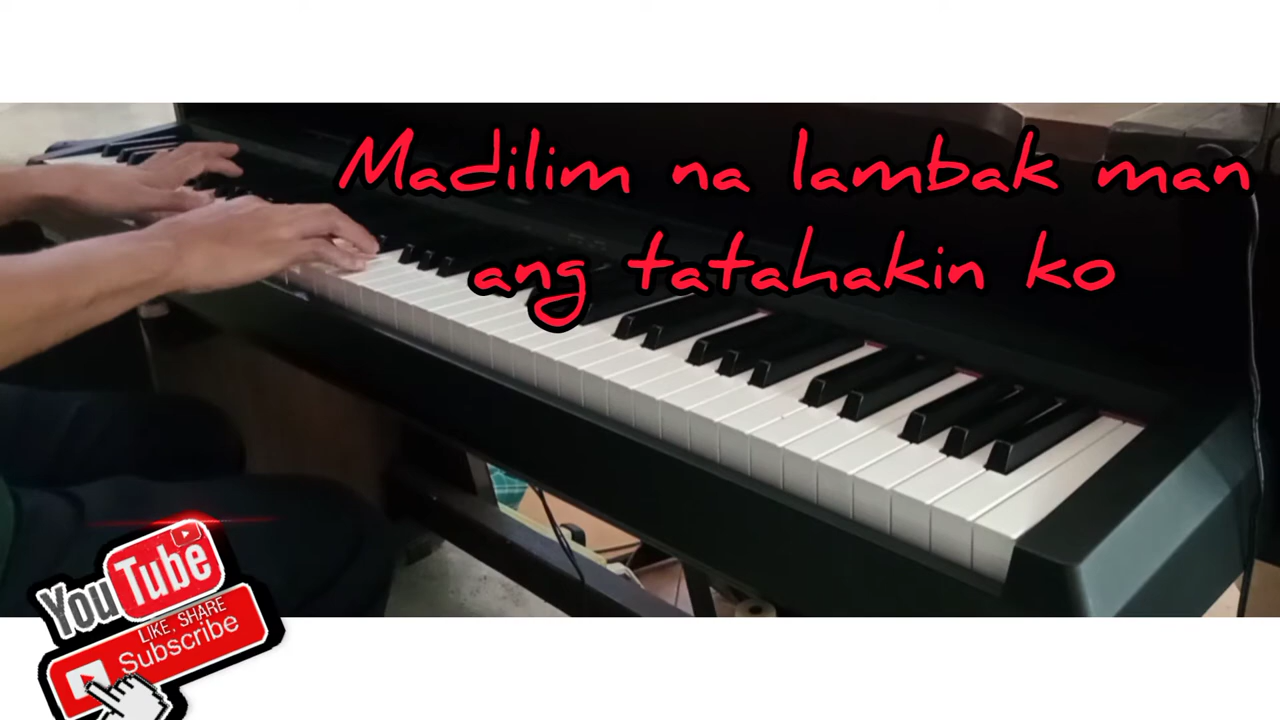 Madilim na lambak man
ang tatahakin ko
YouTube
LIKE, SHARE
Subscribe